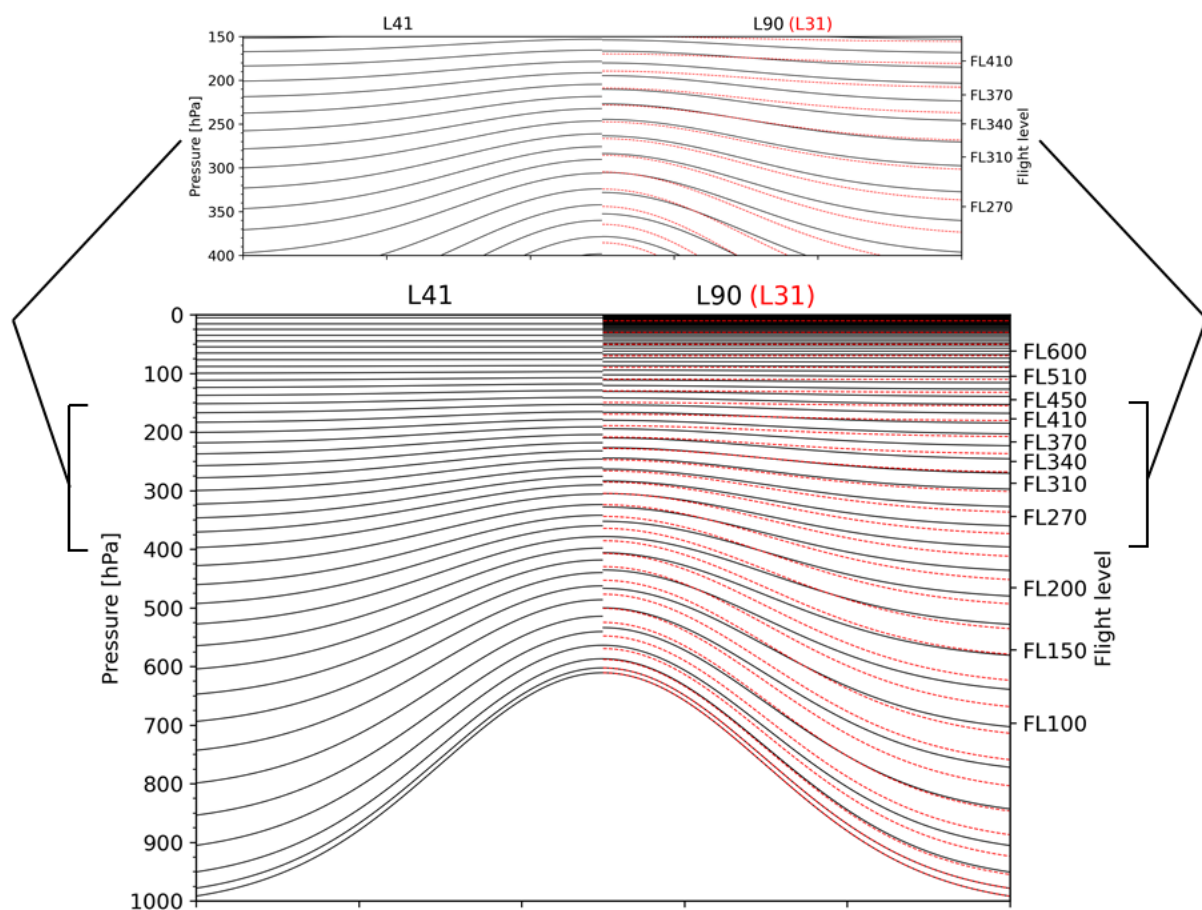 L41
L90 (L31)
150
200
250
300
350
400
Pressure [hPa]
FL410
FL370
FL340
FL310
FL270
Flight level
L41
L90 (L31)
0
100
200
300
400
500
600
700
800
900
1000
Pressure [hPa]
FL600
FL510
FL450
FL410
FL370
FL340
FL310
FL270
FL200
FL150
FL100
Flight level